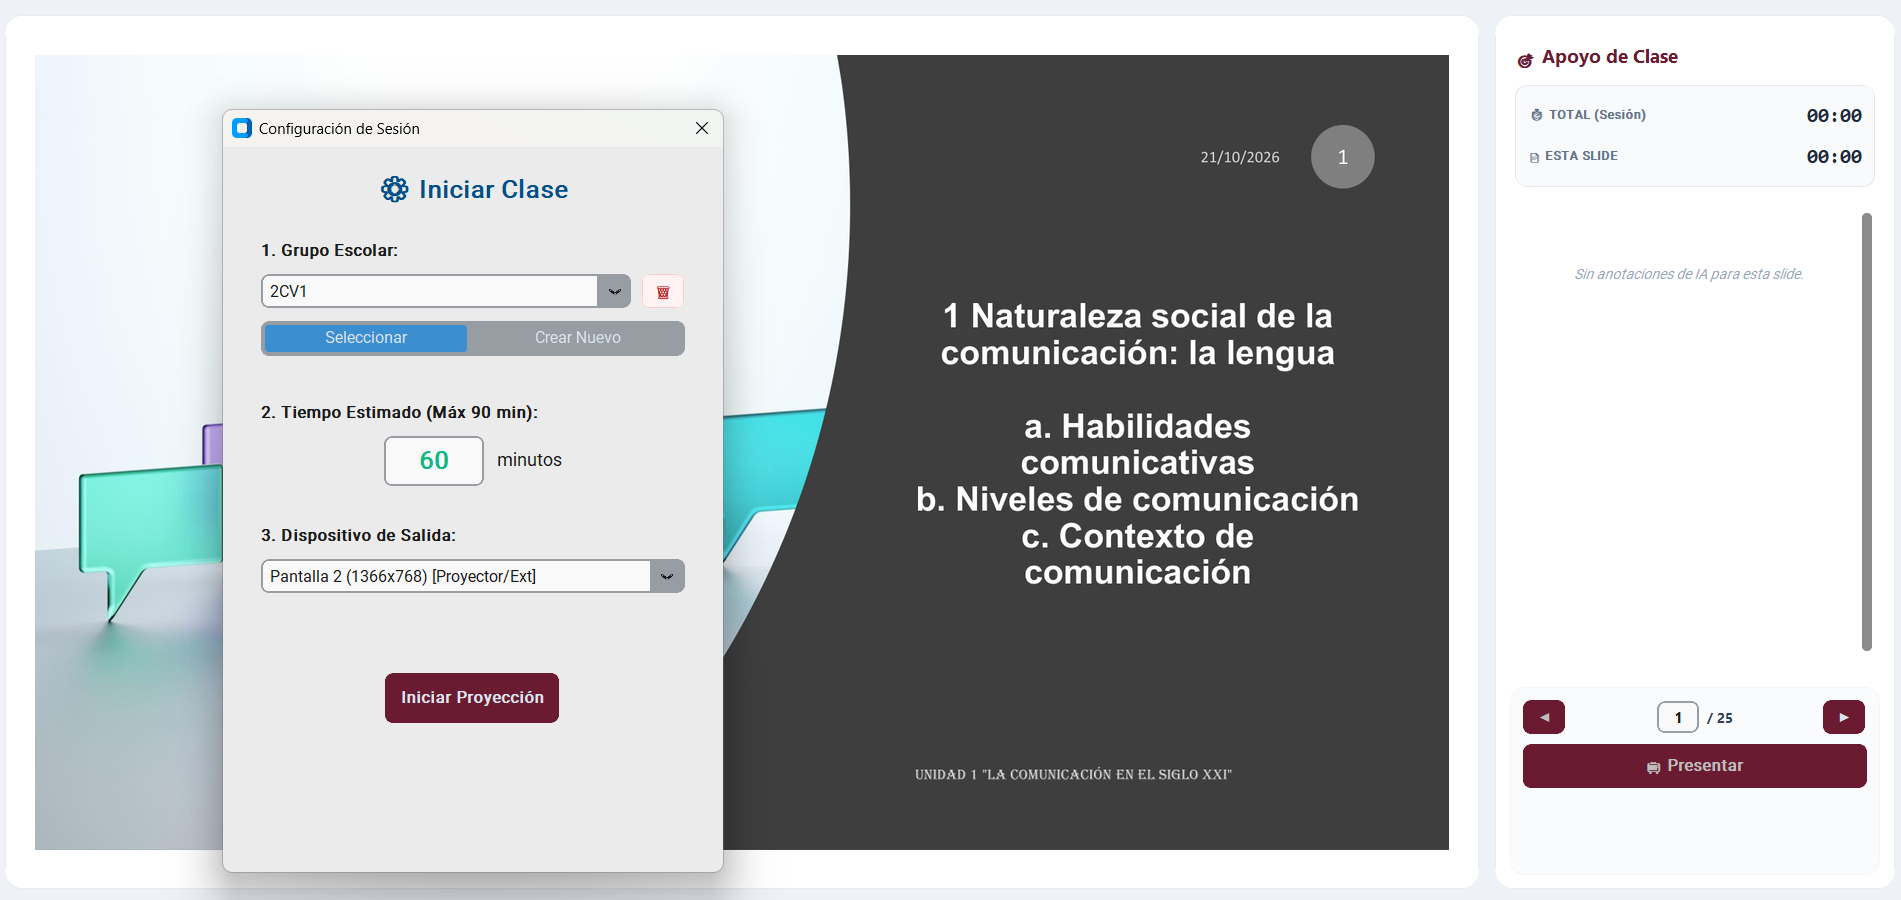 Configuración de Sesión
Iniciar Clase
1. Grupo Escolar:
2CV1
Seleccionar
Crear Nuevo
2. Tiempo Estimado (Máx 90 min):
60 minutos
3. Dispositivo de Salida:
Pantalla 2 (1366x768) [Proyector/Ext]
Iniciar Proyección
21/10/2026
1
1 Naturaleza social de la
comunicación: la lengua
a. Habilidades
comunicativas
b. Niveles de comunicación
c. Contexto de
comunicación
UNIDAD 1 "LA COMUNICACIÓN EN EL SIGLO XXI"
Apoyo de Clase
TOTAL (Sesión) 00:00
ESTA SLIDE 00:00
Sin anotaciones de IA para esta slide.
1 / 25
Presentar